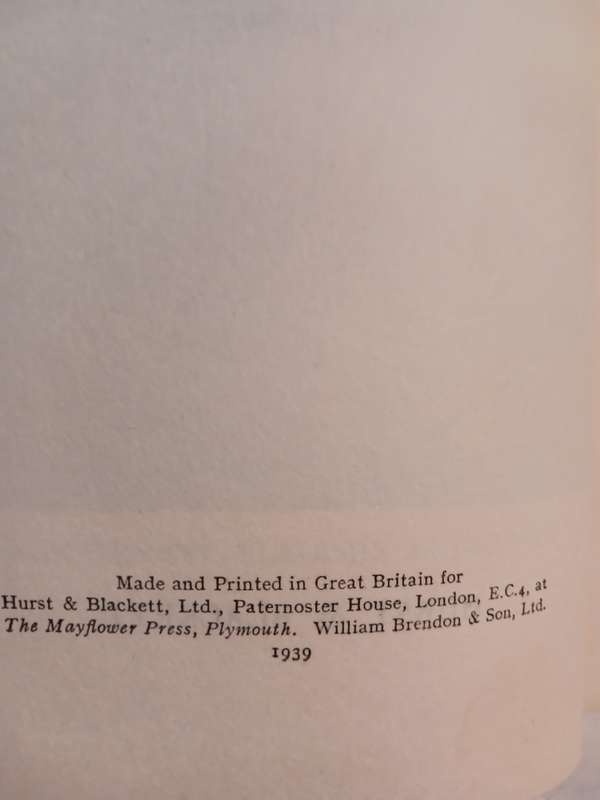 Made and Printed in Great Britain for
Hurst & Blackett, Ltd., Paternoster House, London, E.C.4, at
The Mayflower Press, Plymouth. William Brendon & Son, Ltd.
1939